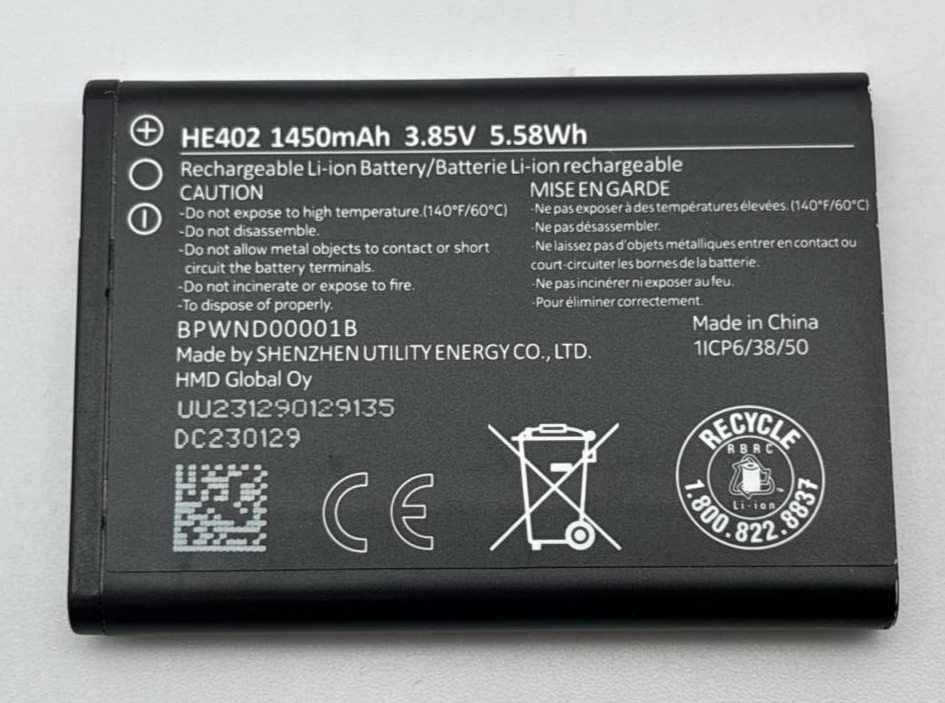 HE402 1450mAh 3.85V 5.58Wh
Rechargeable Li-ion Battery/Batterie Li-ion rechargeable
CAUTION
-Do not expose to high temperature.(140°F/60°C)
-Do not disassemble.
-Do not allow metal objects to contact or short
circuit the battery terminals.
-Do not incinerate or expose to fire.
-To dispose of properly.
MISE EN GARDE
-Ne pas exposer à des températures élevées. (140°F/60°C)
-Ne pas désassembler.
-Ne laissez pas d'objets métalliques entrer en contact ou
court-circuiter les bornes de la batterie.
-Ne pas incinérer ni exposer au feu.
-Pour éliminer correctement.
BPWND00001B
Made by SHENZHEN UTILITY ENERGY CO., LTD.
HMD Global Oy
Made in China
1ICP6/38/50
UU231290129135
DC230129
CE
RECYCLE
RBRC
Li-ion
1.800.822.8837